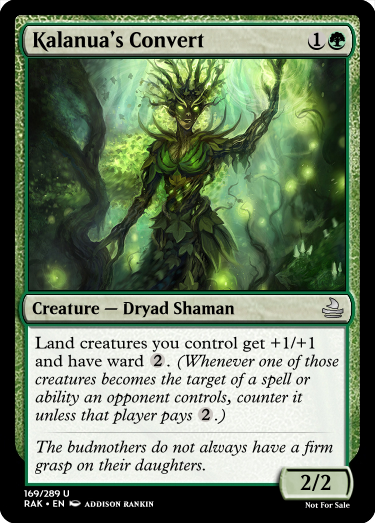 Kalanua's Convert 1
Creature — Dryad Shaman
Land creatures you control get +1/+1
and have ward 2. (Whenever one of those
creatures becomes the target of a spell or
ability an opponent controls, counter it
unless that player pays 2.)
The budmothers do not always have a firm
grasp on their daughters.
2/2
169/289 U
RAK • EN ADDISON RANKIN
Not For Sale